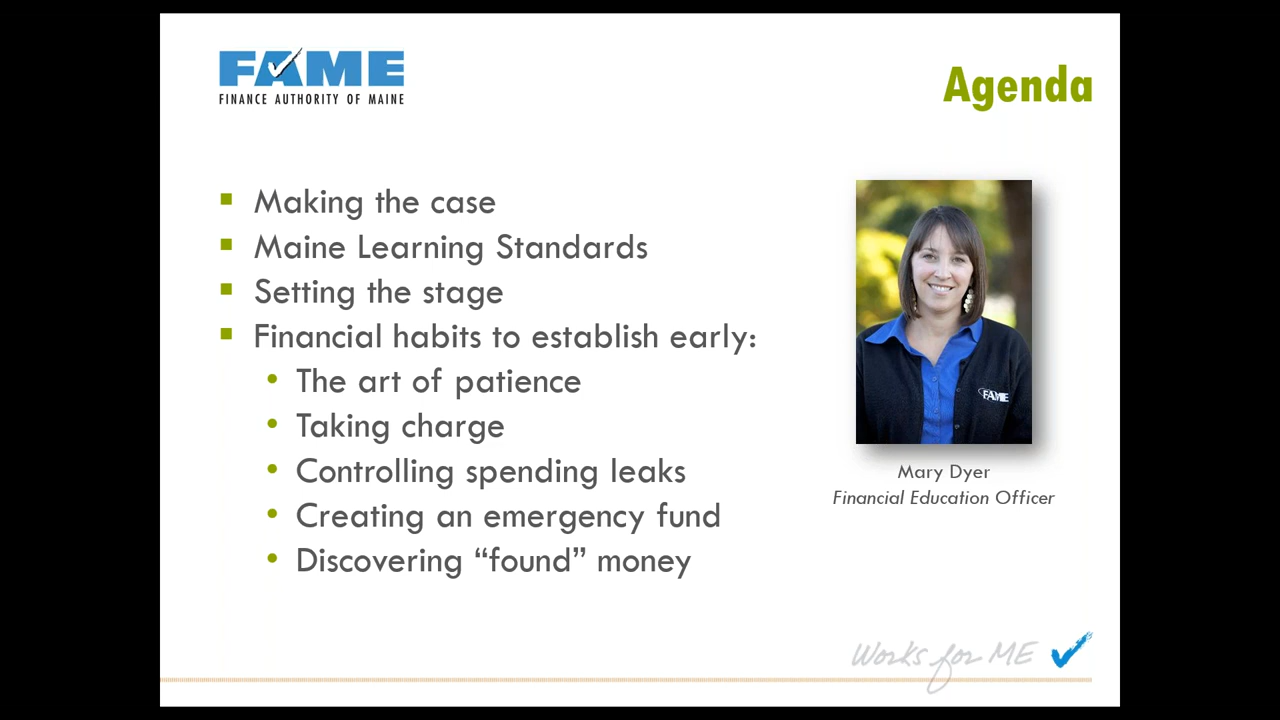 FAME
FINANCE AUTHORITY OF MAINE
Agenda
Making the case
Maine Learning Standards
Setting the stage
Financial habits to establish early:
The art of patience
Taking charge
Controlling spending leaks
Creating an emergency fund
Discovering “found” money
FAME
Mary Dyer
Financial Education Officer
Works for ME